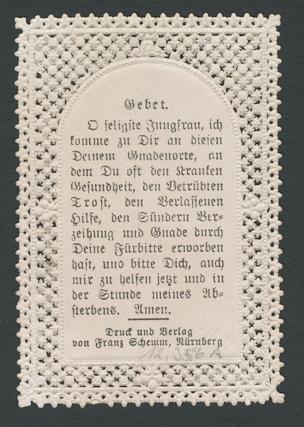 Gebet.
O seligste Jungfrau, ich
komme zu Dir an diesen
Deinem Gnadenorte, an
dem Du oft den Kranken
Gesundheit, den Betrübten
Trost, den Verlassenen
Hilfe, den Sündern Ver-
zeihung und Gnade durch
Deine Fürbitte erworben
hast, und bitte Dich, auch
mir zu helfen jetzt und in
der Stunde meines Ab-
sterbens. Amen.
Druck und Verlag
von Franz Schemm, Nürnberg
12.356